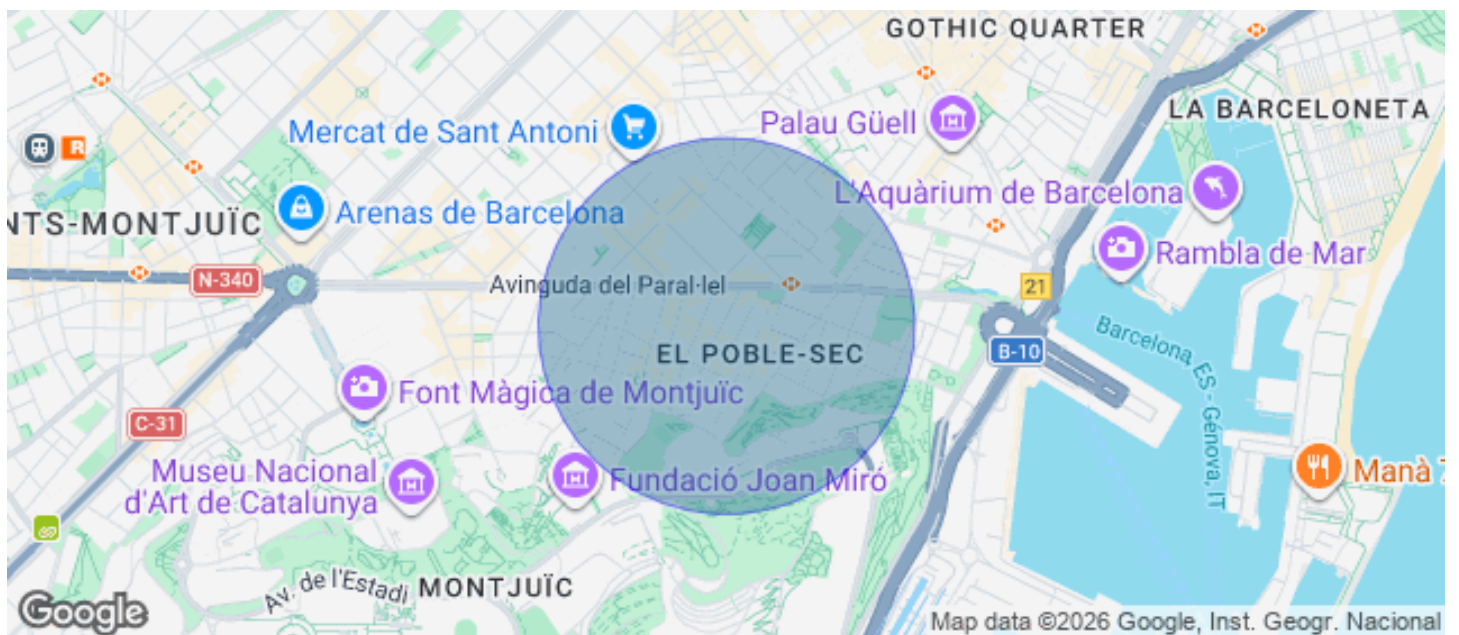 GOTHIC QUARTER
LA BARCELONETA
Mercat de Sant Antoni
Palau Güell
R
L'Aquàrium de Barcelona
Arenas de Barcelona
NTS-MONTJUÏC
Rambla de Mar
N-340
Avinguda del Paral·lel
21
Barcelona, ES - Génova, IT
B-10
EL POBLE-SEC
Font Màgica de Montjuïc
C-31
Museu Nacional
d'Art de Catalunya
Fundació Joan Miró
Manà 7
Av. de l'Estadi
MONTJUÏC
Google
Map data ©2026 Google, Inst. Geogr. Nacional